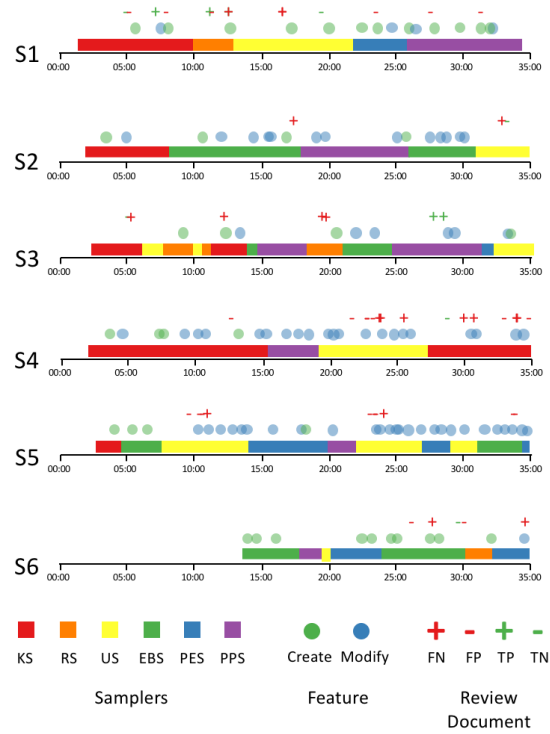 S1
00:00 05:00 10:00 15:00 20:00 25:00 30:00 35:00
S2
00:00 05:00 10:00 15:00 20:00 25:00 30:00 35:00
S3
00:00 05:00 10:00 15:00 20:00 25:00 30:00 35:00
S4
00:00 05:00 10:00 15:00 20:00 25:00 30:00 35:00
S5
00:00 05:00 10:00 15:00 20:00 25:00 30:00 35:00
S6
00:00 05:00 10:00 15:00 20:00 25:00 30:00 35:00
KS RS US EBS PES PPS Create Modify FN FP TP TN
Samplers Feature Review
Document